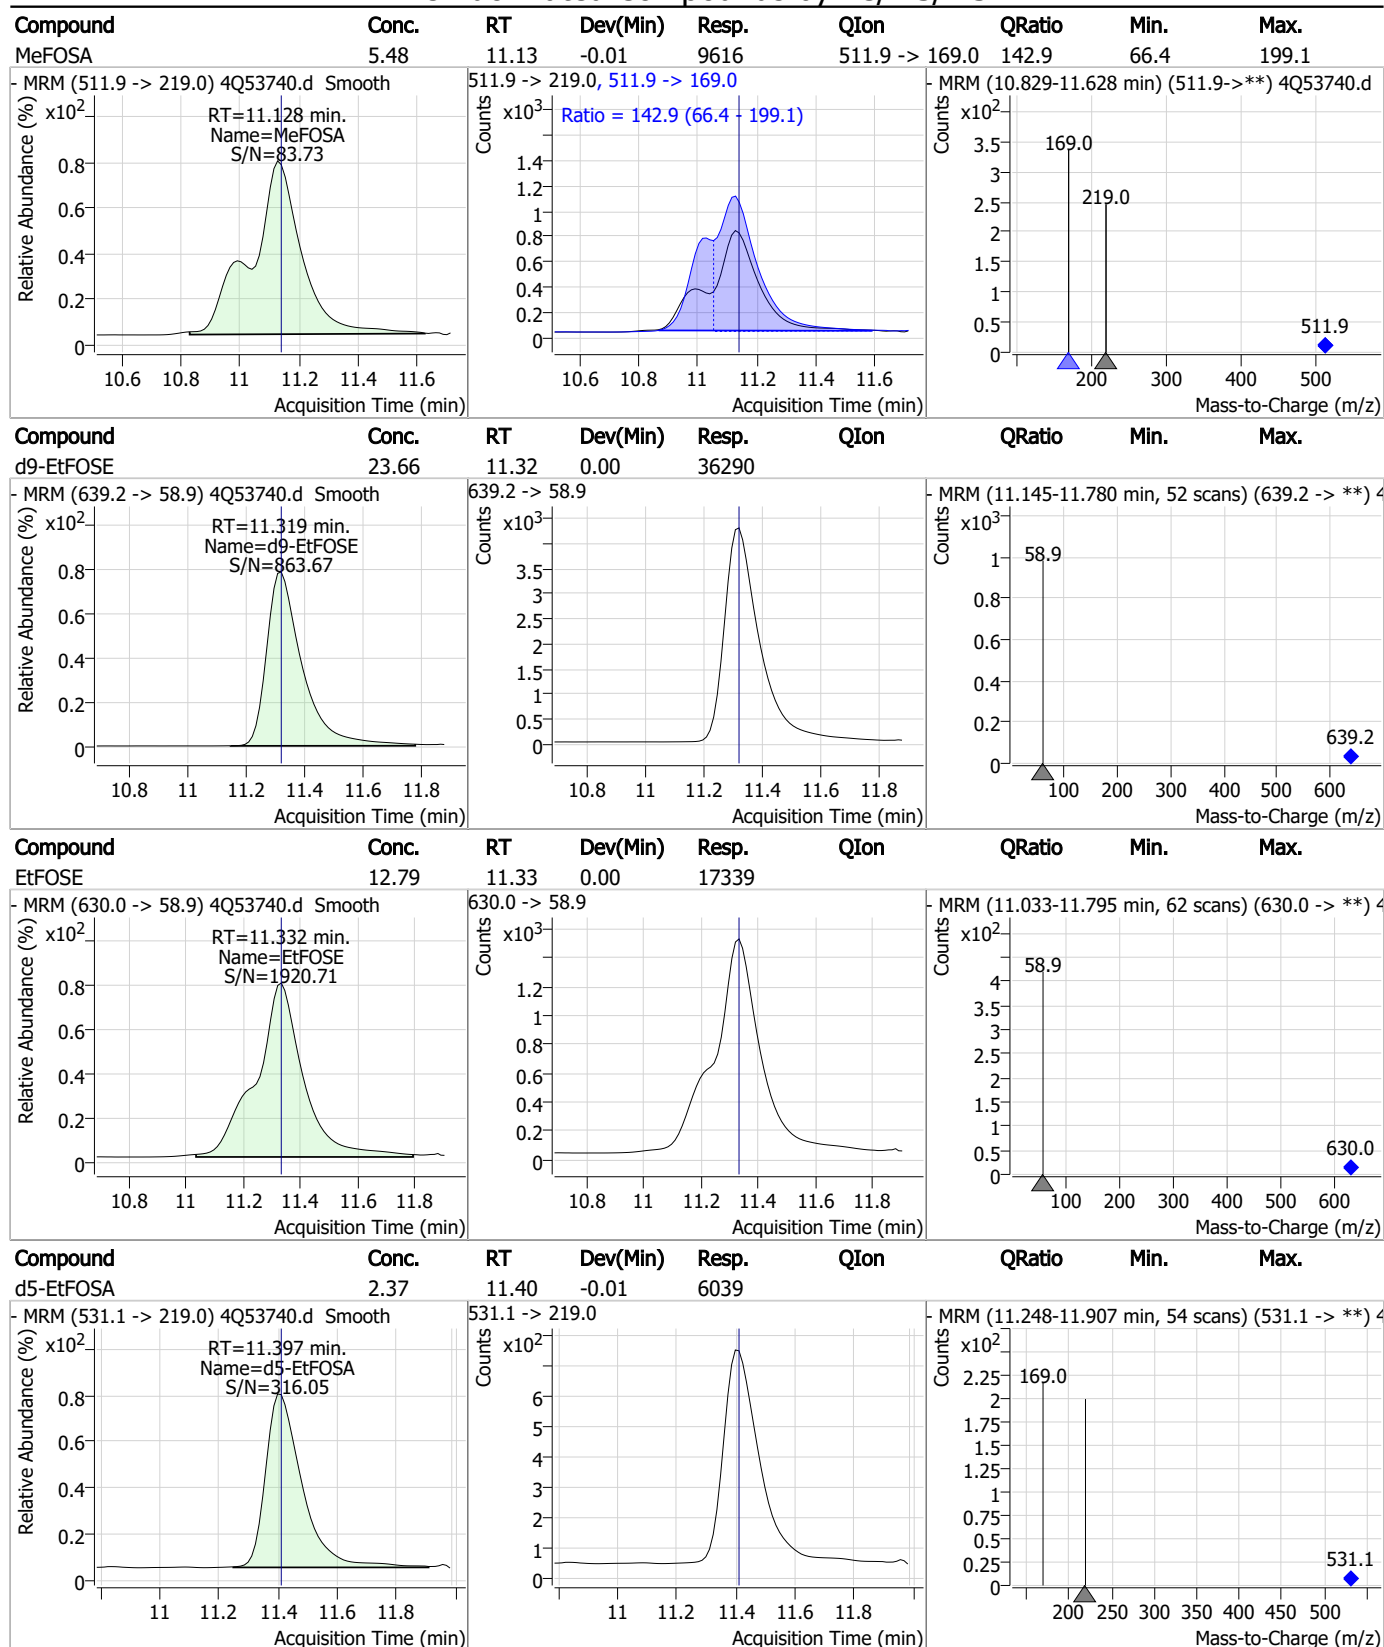 Compound Conc. RT Dev(Min) Resp. QIon QRatio Min. Max.
MeFOSA 5.48 11.13 -0.01 9616 511.9 -> 169.0 142.9 66.4 199.1
- MRM (511.9 -> 219.0) 4Q53740.d Smooth
511.9 -> 219.0, 511.9 -> 169.0
- MRM (10.829-11.628 min) (511.9->**) 4Q53740.d
Relative Abundance (%)
x10²
RT=11.128 min.
Name=MeFOSA
S/N=83.73
0.8
0.6
0.4
0.2
0
10.6 10.8 11 11.2 11.4 11.6
Acquisition Time (min)
Counts
x10³
Ratio = 142.9 (66.4 - 199.1)
1.4
1.2
1
0.8
0.6
0.4
0.2
0
10.6 10.8 11 11.2 11.4 11.6
Acquisition Time (min)
Counts
x10²
3.5
3
2.5
2
1.5
1
0.5
0
169.0
219.0
511.9
200 300 400 500
Mass-to-Charge (m/z)
Compound Conc. RT Dev(Min) Resp. QIon QRatio Min. Max.
d9-EtFOSE 23.66 11.32 0.00 36290
- MRM (639.2 -> 58.9) 4Q53740.d Smooth
639.2 -> 58.9
- MRM (11.145-11.780 min, 52 scans) (639.2 -> **) 4
Relative Abundance (%)
x10²
RT=11.319 min.
Name=d9-EtFOSE
S/N=863.67
0.8
0.6
0.4
0.2
0
10.8 11 11.2 11.4 11.6 11.8
Acquisition Time (min)
Counts
x10³
3.5
3
2.5
2
1.5
1
0.5
0
10.8 11 11.2 11.4 11.6 11.8
Acquisition Time (min)
Counts
x10³
1
0.8
0.6
0.4
0.2
0
58.9
639.2
100 200 300 400 500 600
Mass-to-Charge (m/z)
Compound Conc. RT Dev(Min) Resp. QIon QRatio Min. Max.
EtFOSE 12.79 11.33 0.00 17339
- MRM (630.0 -> 58.9) 4Q53740.d Smooth
630.0 -> 58.9
- MRM (11.033-11.795 min, 62 scans) (630.0 -> **) 4
Relative Abundance (%)
x10²
RT=11.332 min.
Name=EtFOSE
S/N=1920.71
0.8
0.6
0.4
0.2
0
10.8 11 11.2 11.4 11.6 11.8
Acquisition Time (min)
Counts
x10³
1.2
1
0.8
0.6
0.4
0.2
0
10.8 11 11.2 11.4 11.6 11.8
Acquisition Time (min)
Counts
x10²
4
3.5
3
2.5
2
1.5
1
0.5
0
58.9
630.0
100 200 300 400 500 600
Mass-to-Charge (m/z)
Compound Conc. RT Dev(Min) Resp. QIon QRatio Min. Max.
d5-EtFOSA 2.37 11.40 -0.01 6039
- MRM (531.1 -> 219.0) 4Q53740.d Smooth
531.1 -> 219.0
- MRM (11.248-11.907 min, 54 scans) (531.1 -> **) 4
Relative Abundance (%)
x10²
RT=11.397 min.
Name=d5-EtFOSA
S/N=316.05
0.8
0.6
0.4
0.2
0
11 11.2 11.4 11.6 11.8
Acquisition Time (min)
Counts
x10²
6
5
4
3
2
1
0
11 11.2 11.4 11.6 11.8
Acquisition Time (min)
Counts
x10²
2.25
2
1.75
1.5
1.25
1
0.75
0.5
0.25
0
169.0
531.1
200 250 300 350 400 450 500
Mass-to-Charge (m/z)